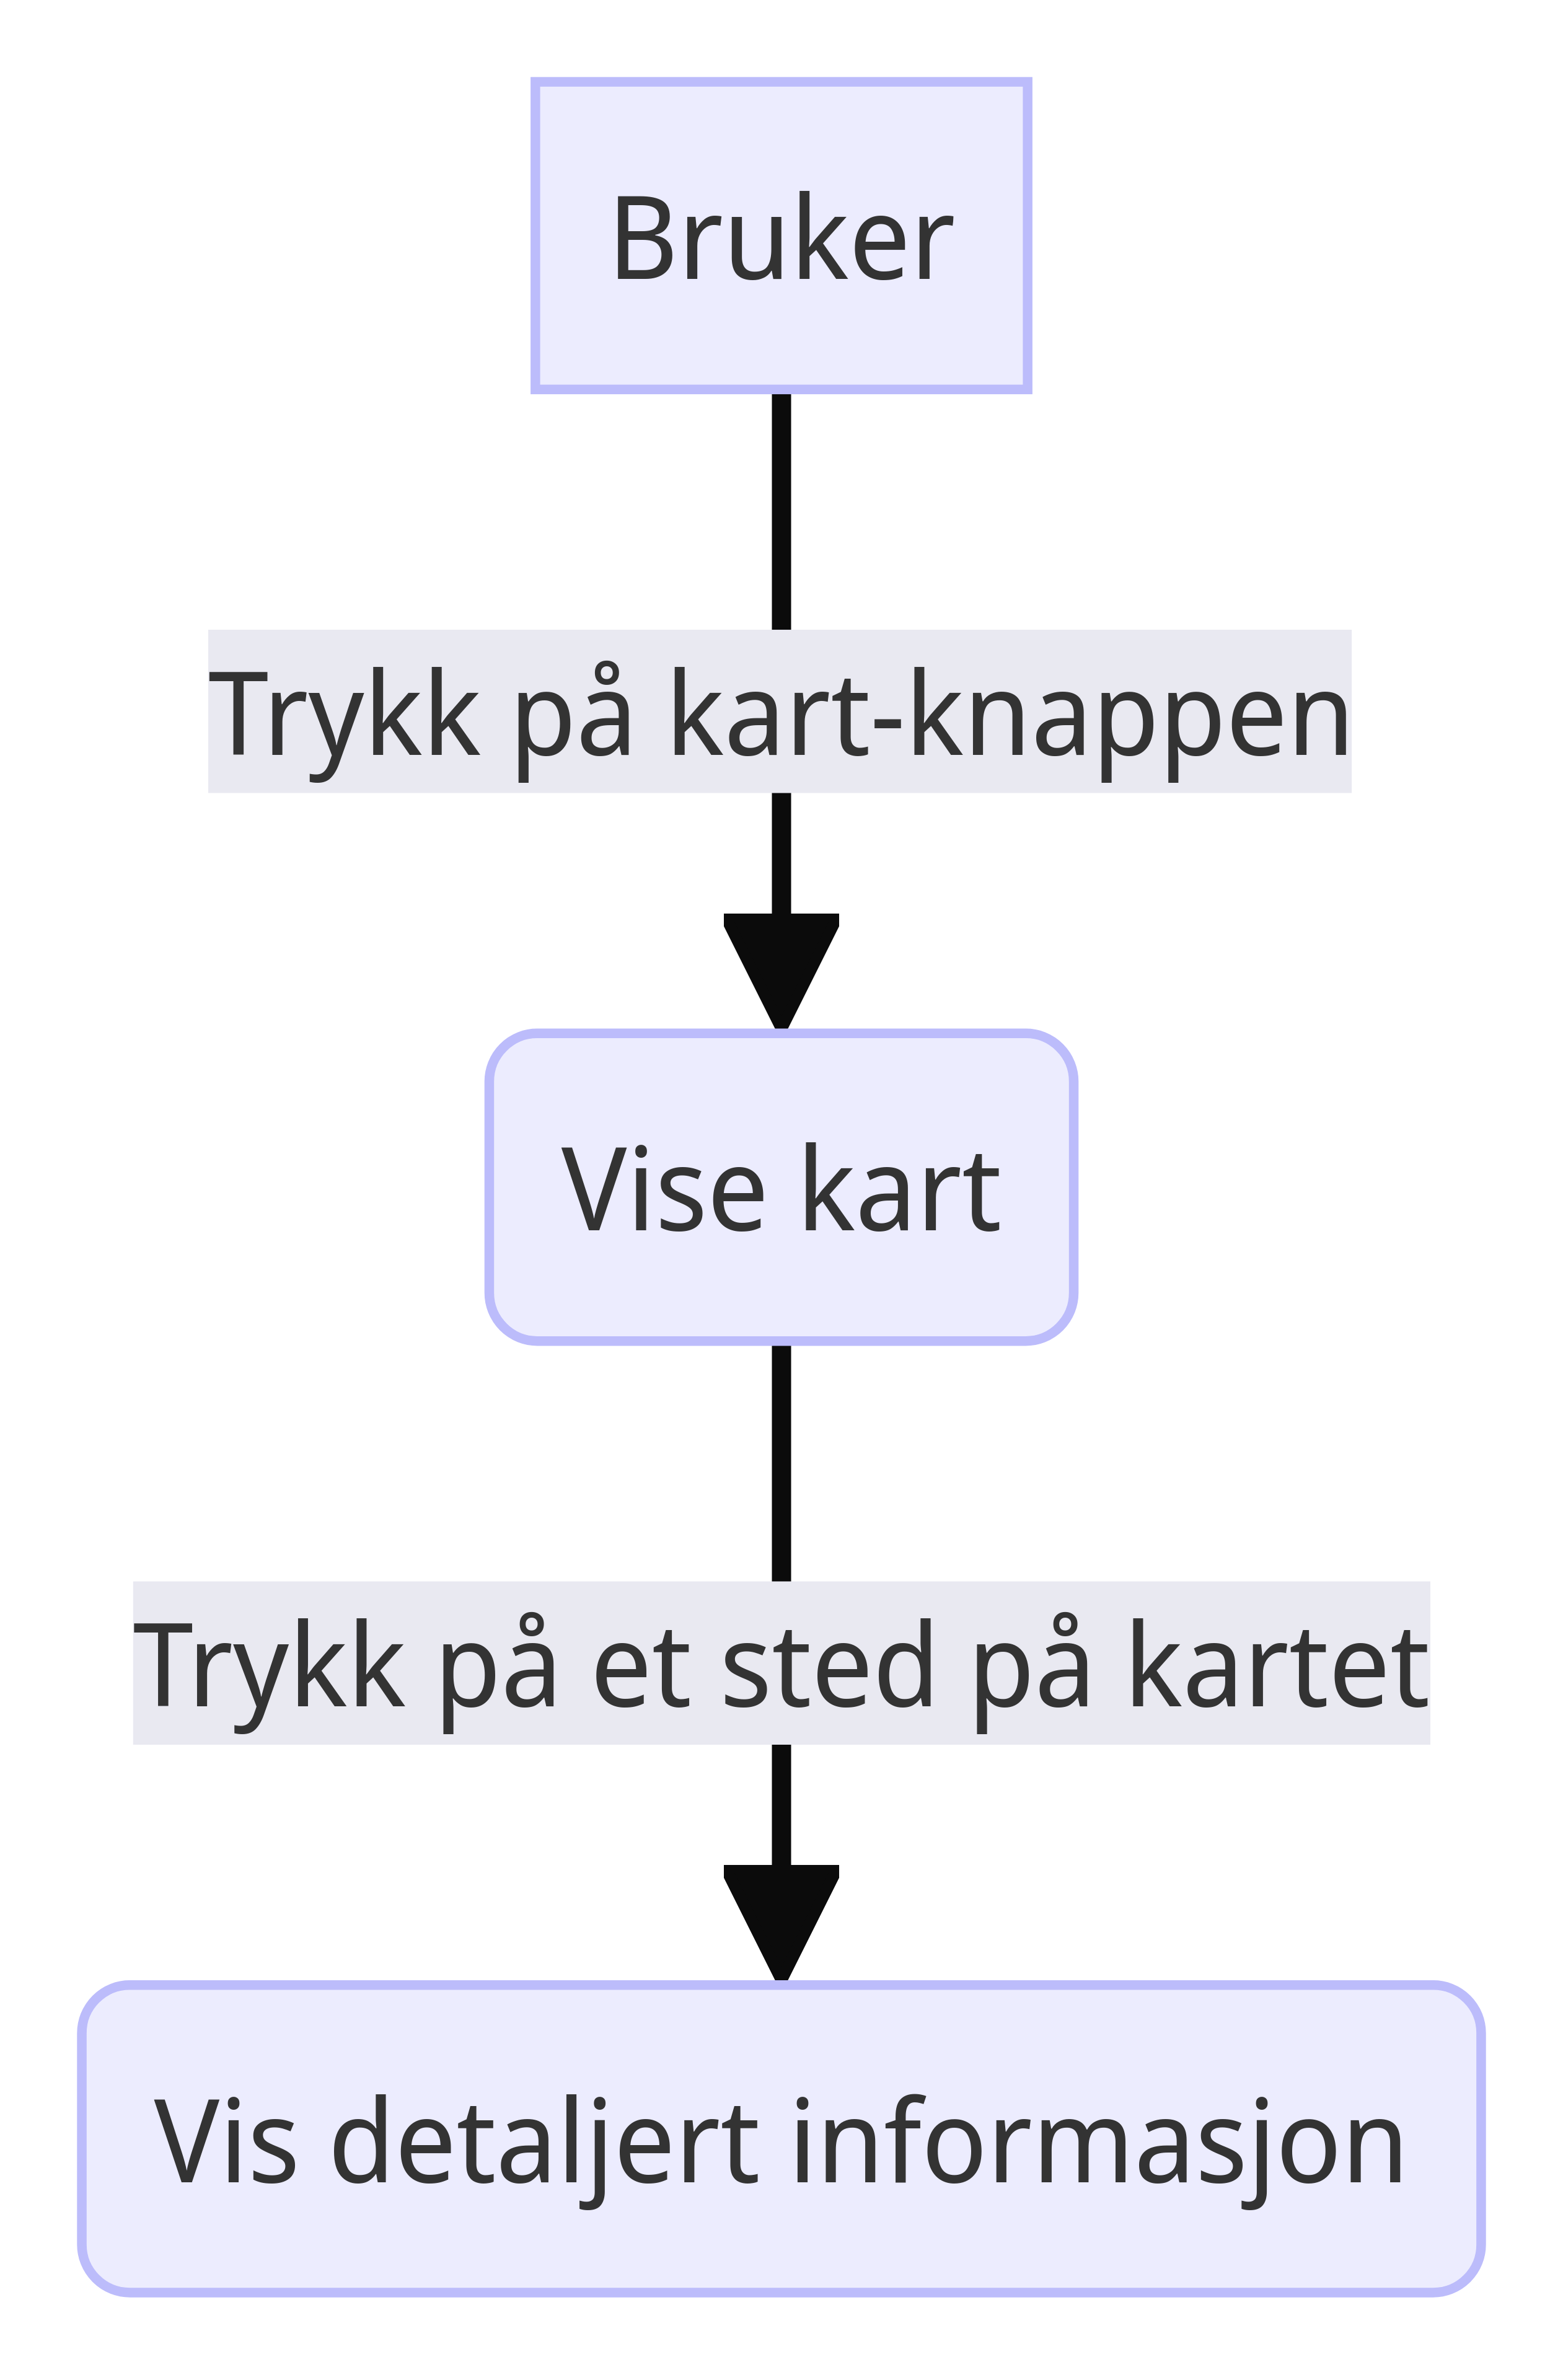 Bruker
Trykk på kart-knappen
Vise kart
Trykk på et sted på kartet
Vis detaljert informasjon